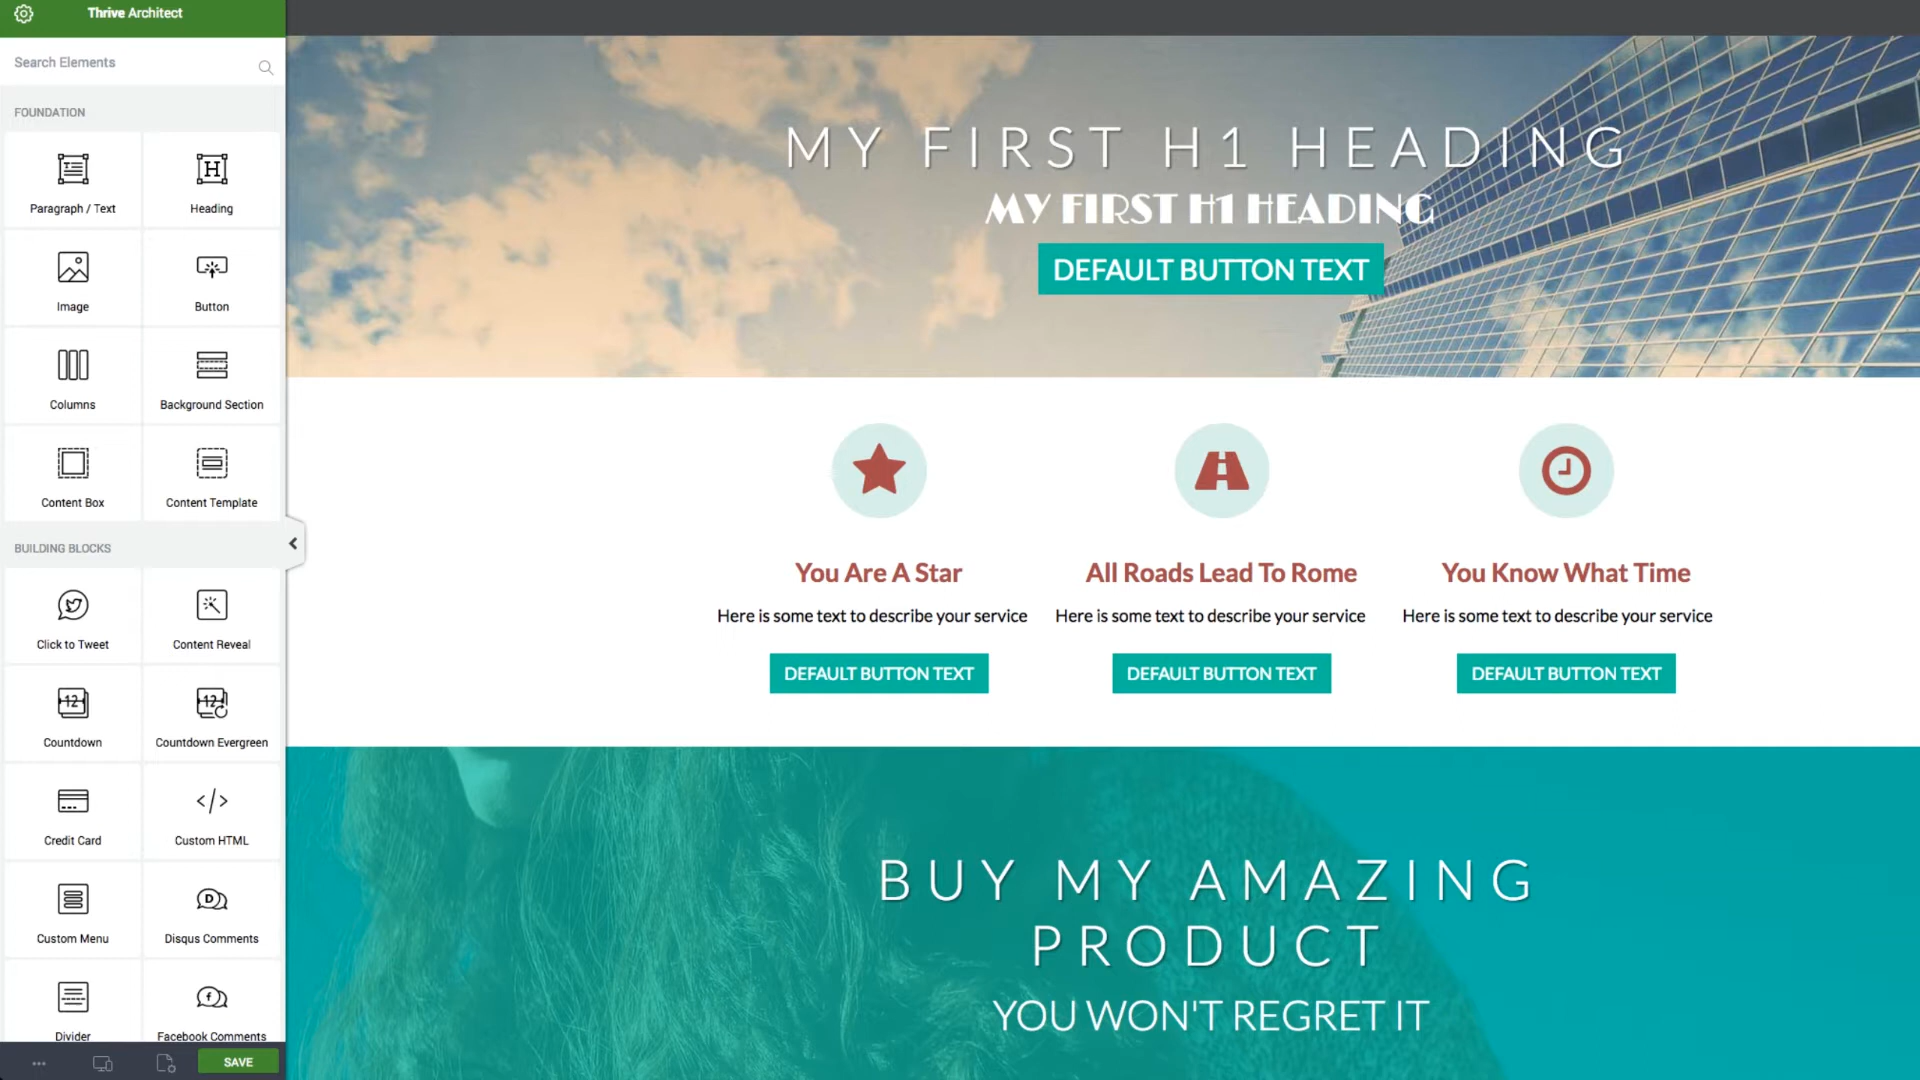 Thrive Architect
Search Elements
FOUNDATION
Paragraph / Text
Heading
Image
Button
Columns
Background Section
Content Box
Content Template
BUILDING BLOCKS
Click to Tweet
Content Reveal
Countdown
Countdown Evergreen
Credit Card
Custom HTML
Custom Menu
Disqus Comments
Divider
Facebook Comments
SAVE
MY FIRST H1 HEADING
MY FIRST H1 HEADING
DEFAULT BUTTON TEXT
You Are A Star
Here is some text to describe your service
DEFAULT BUTTON TEXT
All Roads Lead To Rome
Here is some text to describe your service
DEFAULT BUTTON TEXT
You Know What Time
Here is some text to describe your service
DEFAULT BUTTON TEXT
BUY MY AMAZING
PRODUCT
YOU WON'T REGRET IT